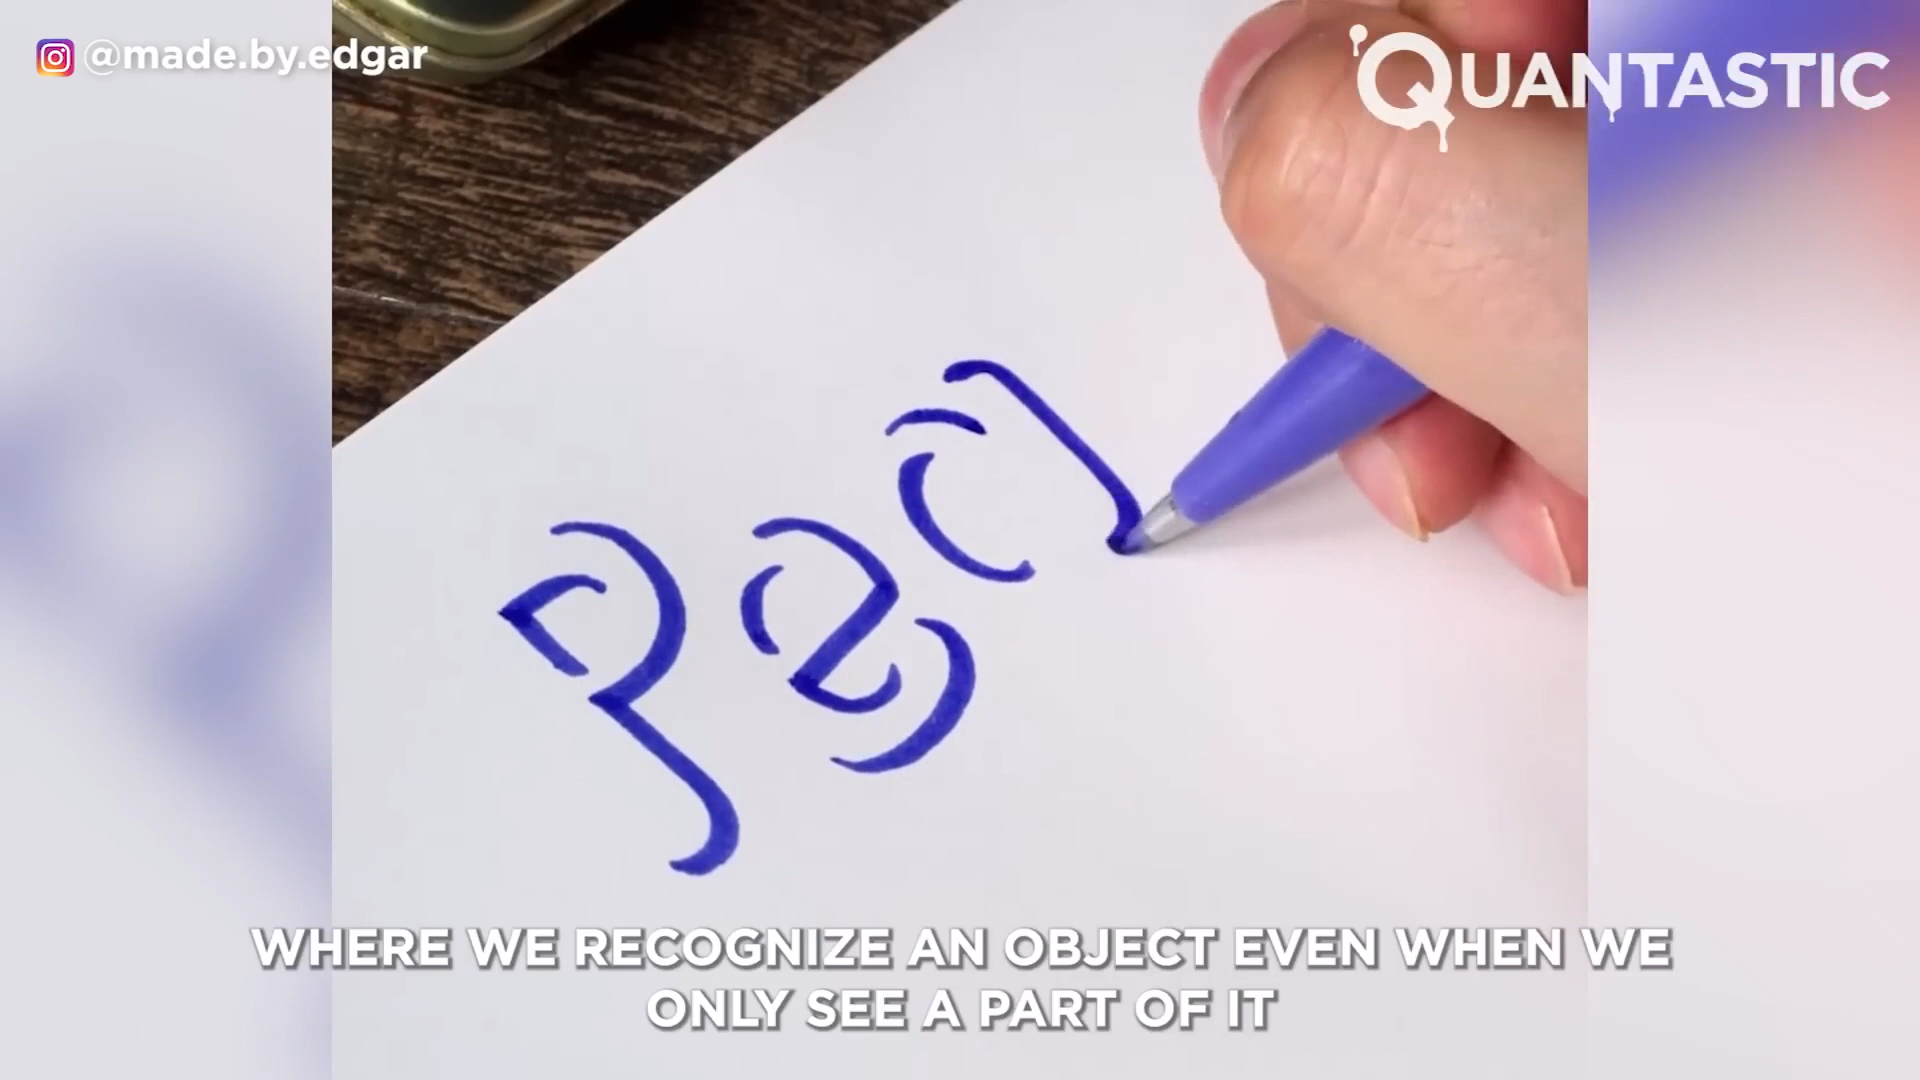 @made.by.edgar
QUANTASTIC
WHERE WE RECOGNIZE AN OBJECT EVEN WHEN WE
ONLY SEE A PART OF IT